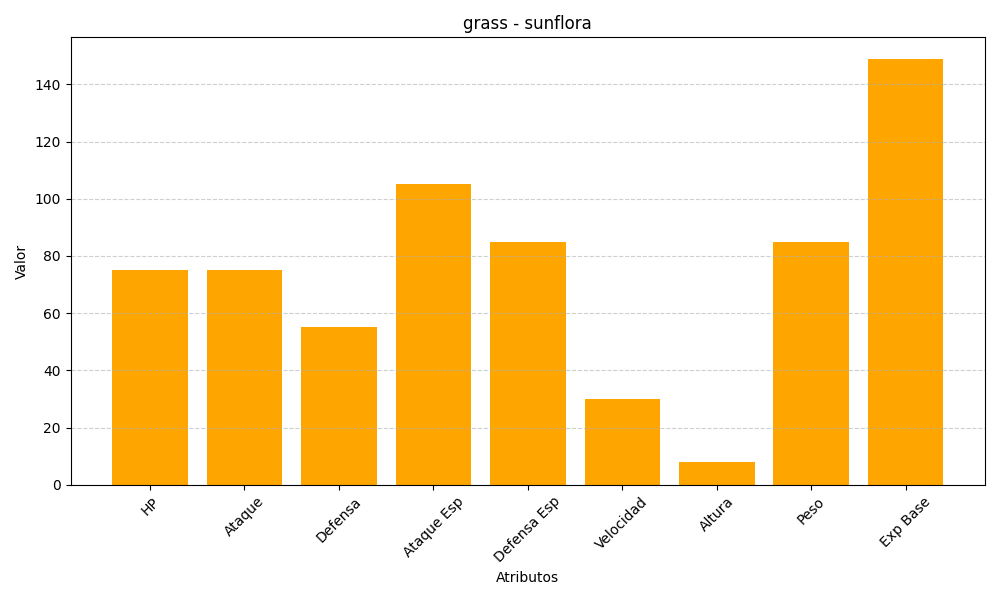 grass - sunflora
Valor
140
120
100
80
60
40
20
0
HP
Ataque
Defensa
Ataque Esp
Defensa Esp
Velocidad
Altura
Peso
Exp Base
Atributos